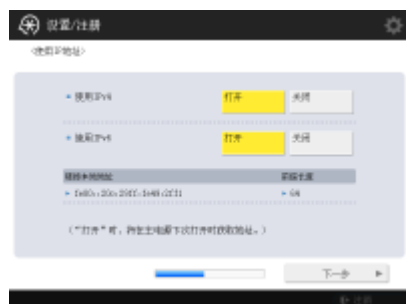 设置/注册
<使用IP地址>
使用IPv4 打开 关闭
使用IPv6 打开 关闭
链接本地地址 前缀长度
64
(“打开”时，将在主电源下次打开时获取地址。)
下一步
注册